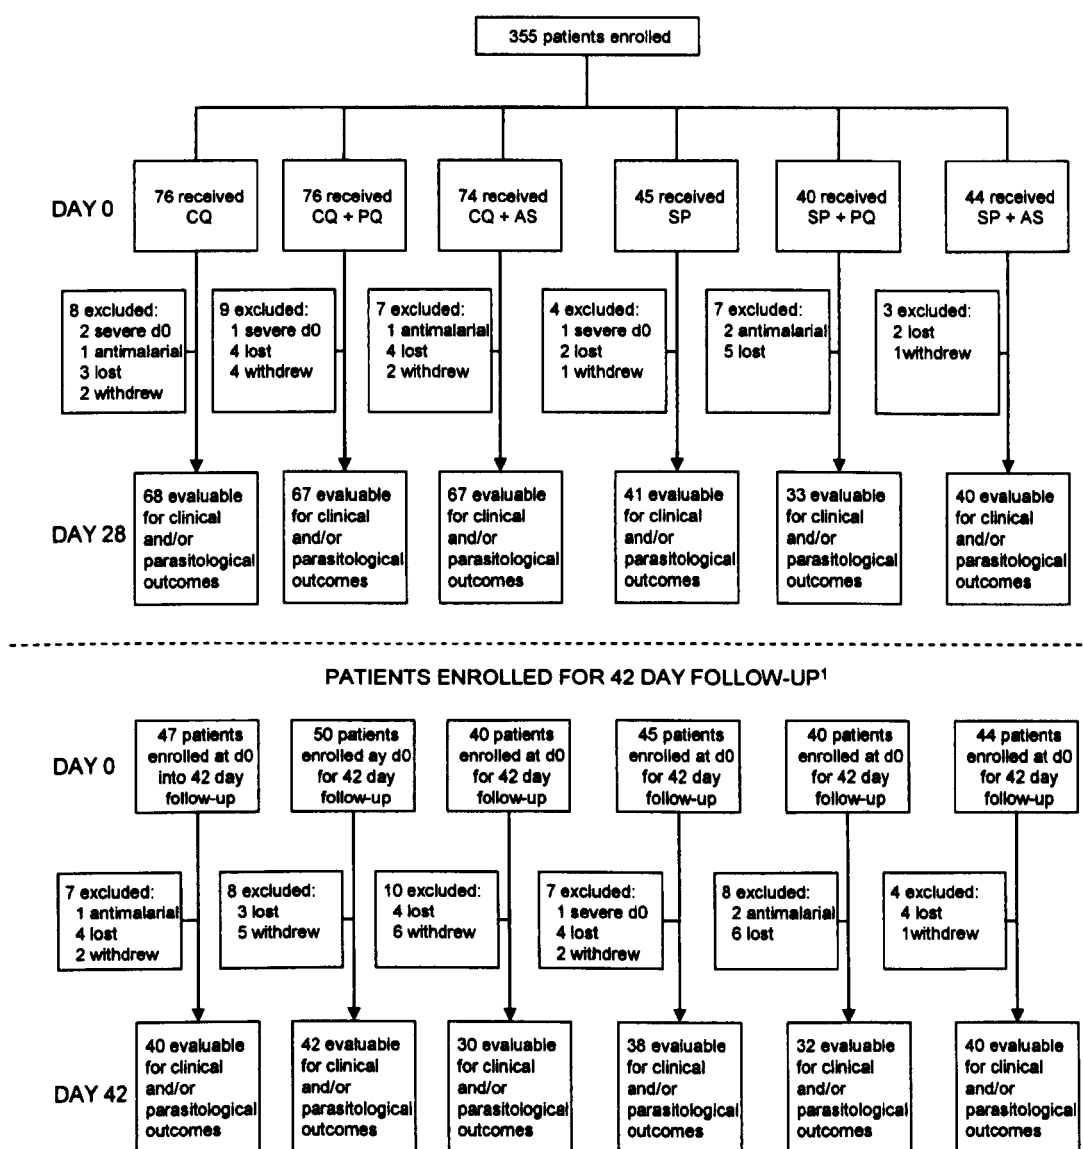 355 patients enrolled
DAY 0
76 received
CQ
76 received
CQ + PQ
74 received
CQ + AS
45 received
SP
40 received
SP + PQ
44 received
SP + AS
8 excluded:
2 severe d0
1 antimalarial
3 lost
2 withdrew
9 excluded:
1 severe d0
4 lost
4 withdrew
7 excluded:
1 antimalarial
4 lost
2 withdrew
4 excluded:
1 severe d0
2 lost
1 withdrew
7 excluded:
2 antimalarial
5 lost
3 excluded:
2 lost
1withdrew
DAY 28
68 evaluable
for clinical
and/or
parasitological
outcomes
67 evaluable
for clinical
and/or
parasitological
outcomes
67 evaluable
for clinical
and/or
parasitological
outcomes
41 evaluable
for clinical
and/or
parasitological
outcomes
33 evaluable
for clinical
and/or
parasitological
outcomes
40 evaluable
for clinical
and/or
parasitological
outcomes
PATIENTS ENROLLED FOR 42 DAY FOLLOW-UP¹
DAY 0
47 patients
enrolled at d0
into 42 day
follow-up
50 patients
enrolled ay d0
for 42 day
follow-up
40 patients
enrolled at d0
for 42 day
follow-up
45 patients
enrolled at d0
for 42 day
follow-up
40 patients
enrolled at d0
for 42 day
follow-up
44 patients
enrolled at d0
for 42 day
follow-up
7 excluded:
1 antimalarial
4 lost
2 withdrew
8 excluded:
3 lost
5 withdrew
10 excluded:
4 lost
6 withdrew
7 excluded:
1 severe d0
4 lost
2 withdrew
8 excluded:
2 antimalarial
6 lost
4 excluded:
4 lost
1withdrew
DAY 42
40 evaluable
for clinical
and/or
parasitological
outcomes
42 evaluable
for clinical
and/or
parasitological
outcomes
30 evaluable
for clinical
and/or
parasitological
outcomes
38 evaluable
for clinical
and/or
parasitological
outcomes
32 evaluable
for clinical
and/or
parasitological
outcomes
40 evaluable
for clinical
and/or
parasitological
outcomes